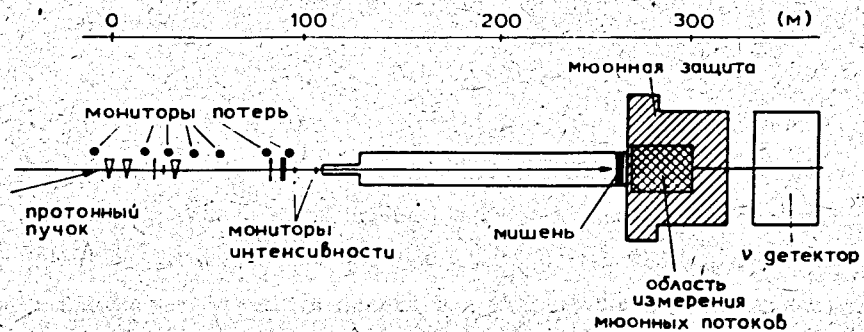 0 100 200 300 (м)
мюонная защита
мониторы потерь
протонный
пучок
мониторы
интенсивности
мишень
ν детектор
область
измерения
мюонных потоков